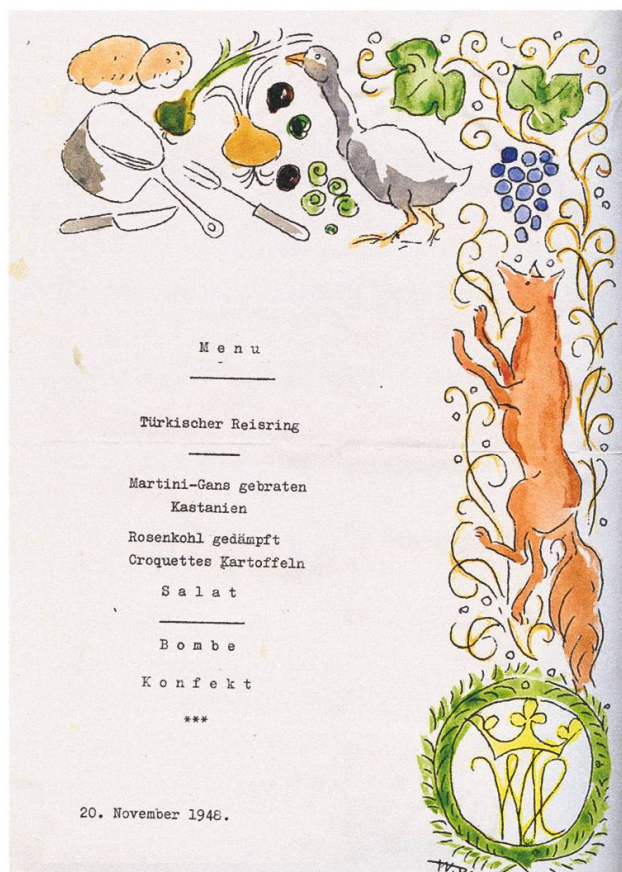 M e n u
Türkischer Reisring
Martini-Gans gebraten
Kastanien
Rosenkohl gedämpft
Croquettes Kartoffeln
S a l a t
B o m b e
K o n f e k t
***
20. November 1948.